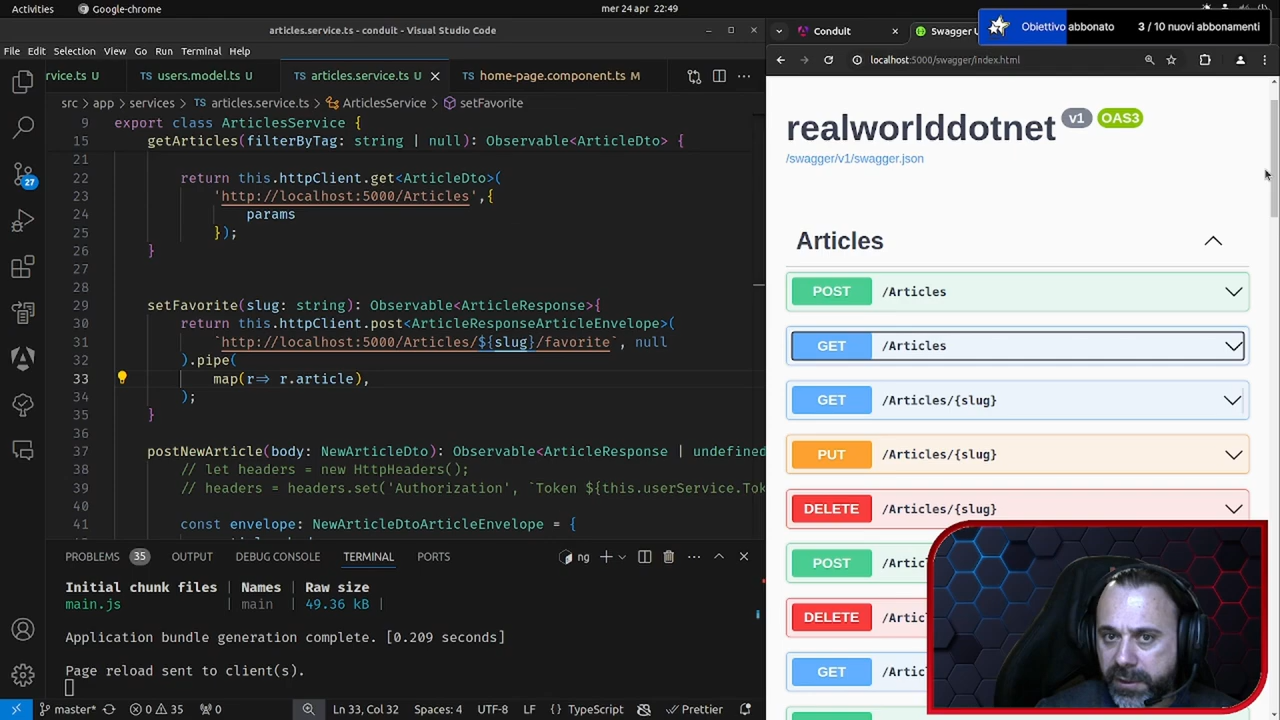 Activities
Google-chrome
mer 24 apr 22:49
articles.service.ts - conduit - Visual Studio Code
File Edit Selection View Go Run Terminal Help
rvice.ts U
TS user.model.ts U
TS articles.service.ts U
TS home-page.component.ts M
src > app > services > TS articles.service.ts > ArticlesService > setFavorite
9 export class ArticlesService {
15 getArticles(filterByTag: string | null): Observable<ArticleDto> {
21
22 return this.httpClient.get<ArticleDto>(
23 'http://localhost:5000/Articles',{
24 params
25 });
26 }
27
28
29 setFavorite(slug: string): Observable<ArticleResponse>{
30 return this.httpClient.post<ArticleResponseArticleEnvelope>(
31 `http://localhost:5000/Articles/${slug}/favorite`, null
32 ).pipe(
33 map(r=> r.article),
34 );
35 }
36
37 postNewArticle(body: NewArticleDto): Observable<ArticleResponse | undefined
38 // let headers = new HttpHeaders();
39 // headers = headers.set('Authorization', `Token ${this.userService.Tok
40
41 const envelope: NewArticleDtoArticleEnvelope = {
27
PROBLEMS 35 OUTPUT DEBUG CONSOLE TERMINAL PORTS
ng
Initial chunk files | Names | Raw size
main.js | main | 49.36 kB |
Application bundle generation complete. [0.209 seconds]
Page reload sent to client(s).
master*
0 35
0
Ln 33, Col 32 Spaces: 4 UTF-8 LF {} TypeScript Prettier
Conduit
Swagger U
Obiettivo abbonato
3 / 10 nuovi abbonamenti
localhost:5000/swagger/index.html
realworlddotnet v1 OAS3
/swagger/v1/swagger.json
Articles
POST /Articles
GET /Articles
GET /Articles/{slug}
PUT /Articles/{slug}
DELETE /Articles/{slug}
POST /Artic
DELETE /Artic
GET /Artic